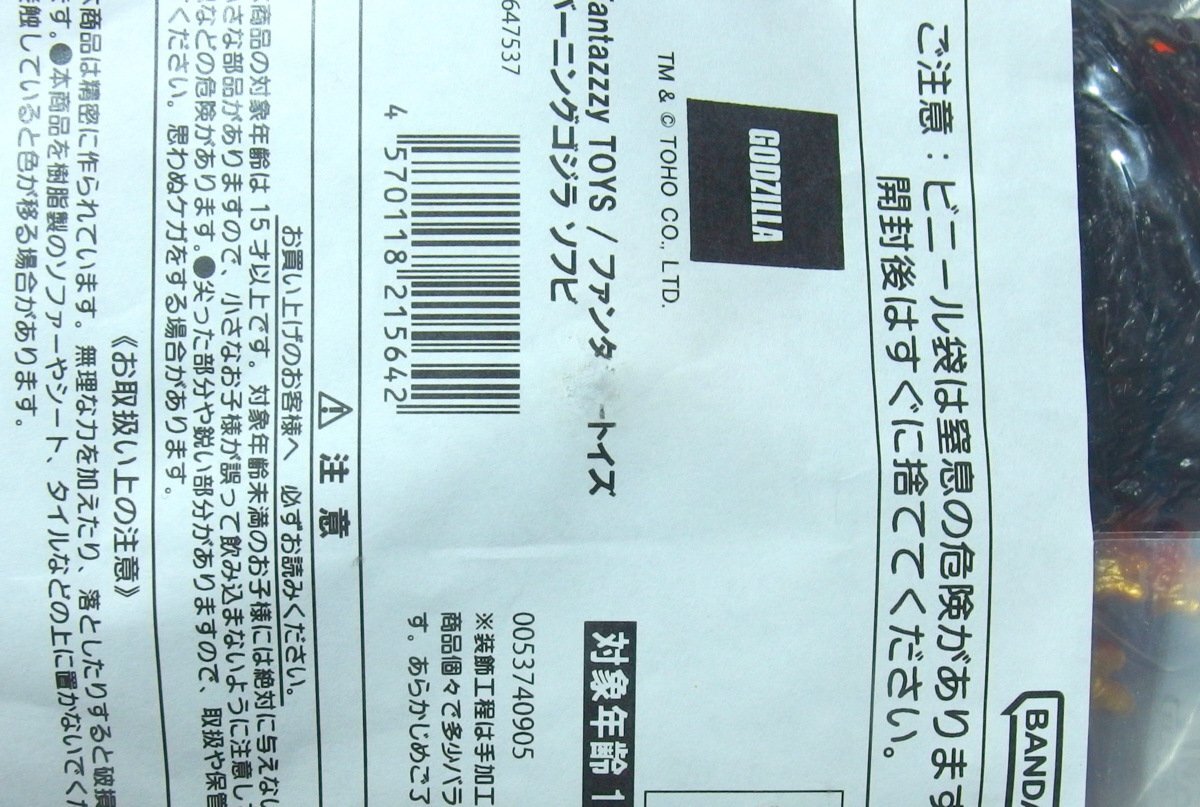 ご注意：ビニール袋は窒息の危険があります
開封後はすぐに捨ててください。
BANDA
GODZILLA
TM & © TOHO CO., LTD.
antazzzy TOYS / ファンタ ートイズ
バーニングゴジラ ソフビ
647537
4 570118 215642
対象年齢 1
0053740905
※装飾工程は手加工
商品個々で多少バラ
す。あらかじめご了
⚠ 注 意
お買い上げのお客様へ 必ずお読みください。
商品の対象年齢は 15 才以上です。対象年齢未満のお子様には絶対に与えない
さな部品がありますので、小さなお子様が誤って飲み込まないように注意し
などの危険があります。●尖った部分や鋭い部分がありますので、取扱や保管
ください。思わぬケガをする場合があります。
《お取扱い上の注意》
本商品は精密に作られています。無理な力を加えたり、落としたりすると破損
す。●本商品を樹脂製のソファーやシート、タイルなどの上に置かないでくだ
触していると色が移る場合があります。